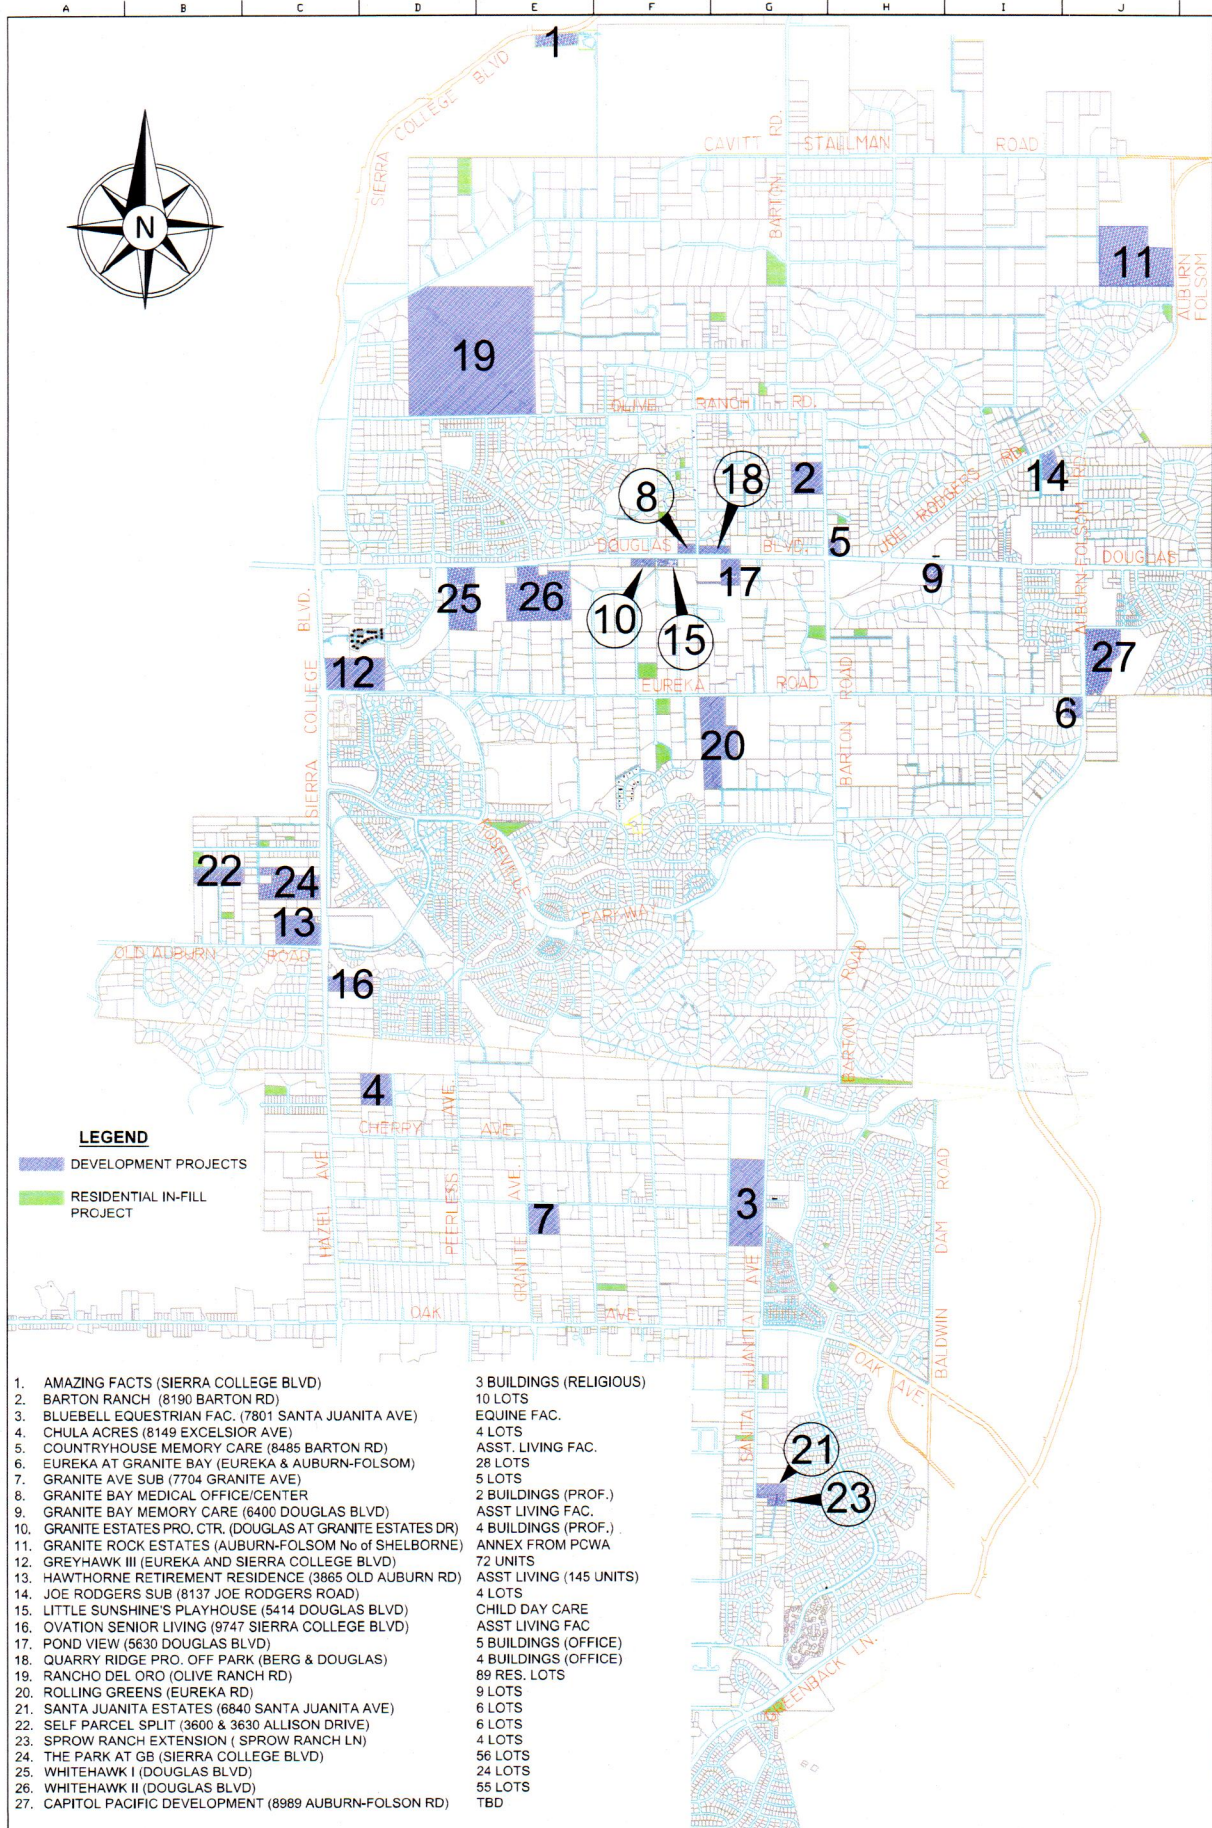 A B C D E F G H I J
1
SIERRA COLLEGE BLVD
CAVITT STALLMAN ROAD
BARTON RD.
N
11
AUBURN FOLSOM
19
OLIVE RANCH RD.
8
18
2
14
JOE RODGERS RD
5
DOUGLAS BLVD.
DOUGLAS
9
AUBURN-FOLSOM RD
25
26
10
15
17
27
12
EUREKA ROAD
SIERRA COLLEGE BLVD.
BARTON ROAD
6
20
22
24
13
ROSEVILLE PARKWAY
OLD AUBURN ROAD
16
BARTON ROAD
4
CHERRY AVE.
LEGEND
DEVELOPMENT PROJECTS
RESIDENTIAL IN-FILL
PROJECT
HAZEL AVE
PEERLESS AVE.
GRANITE AVE.
7
3
BALDWIN DAM ROAD
OAK AVE.
OAK AVE.
SANTA JUANITA AVE
21
23
GREENBACK LN.
1. AMAZING FACTS (SIERRA COLLEGE BLVD) 3 BUILDINGS (RELIGIOUS)
2. BARTON RANCH (8190 BARTON RD) 10 LOTS
3. BLUEBELL EQUESTRIAN FAC. (7801 SANTA JUANITA AVE) EQUINE FAC.
4. CHULA ACRES (8149 EXCELSIOR AVE) 4 LOTS
5. COUNTRYHOUSE MEMORY CARE (8485 BARTON RD) ASST. LIVING FAC.
6. EUREKA AT GRANITE BAY (EUREKA & AUBURN-FOLSOM) 28 LOTS
7. GRANITE AVE SUB (7704 GRANITE AVE) 5 LOTS
8. GRANITE BAY MEDICAL OFFICE/CENTER 2 BUILDINGS (PROF.)
9. GRANITE BAY MEMORY CARE (6400 DOUGLAS BLVD) ASST LIVING FAC.
10. GRANITE ESTATES PRO. CTR. (DOUGLAS AT GRANITE ESTATES DR) 4 BUILDINGS (PROF.)
11. GRANITE ROCK ESTATES (AUBURN-FOLSOM No of SHELBORNE) ANNEX FROM PCWA
12. GREYHAWK III (EUREKA AND SIERRA COLLEGE BLVD) 72 UNITS
13. HAWTHORNE RETIREMENT RESIDENCE (3865 OLD AUBURN RD) ASST LIVING (145 UNITS)
14. JOE RODGERS SUB (8137 JOE RODGERS ROAD) 4 LOTS
15. LITTLE SUNSHINE'S PLAYHOUSE (5414 DOUGLAS BLVD) CHILD DAY CARE
16. OVATION SENIOR LIVING (9747 SIERRA COLLEGE BLVD) ASST LIVING FAC
17. POND VIEW (5630 DOUGLAS BLVD) 5 BUILDINGS (OFFICE)
18. QUARRY RIDGE PRO. OFF PARK (BERG & DOUGLAS) 4 BUILDINGS (OFFICE)
19. RANCHO DEL ORO (OLIVE RANCH RD) 89 RES. LOTS
20. ROLLING GREENS (EUREKA RD) 9 LOTS
21. SANTA JUANITA ESTATES (6840 SANTA JUANITA AVE) 6 LOTS
22. SELF PARCEL SPLIT (3600 & 3630 ALLISON DRIVE) 6 LOTS
23. SPROW RANCH EXTENSION ( SPROW RANCH LN) 4 LOTS
24. THE PARK AT GB (SIERRA COLLEGE BLVD) 56 LOTS
25. WHITEHAWK I (DOUGLAS BLVD) 24 LOTS
26. WHITEHAWK II (DOUGLAS BLVD) 55 LOTS
27. CAPITOL PACIFIC DEVELOPMENT (8989 AUBURN-FOLSON RD) TBD